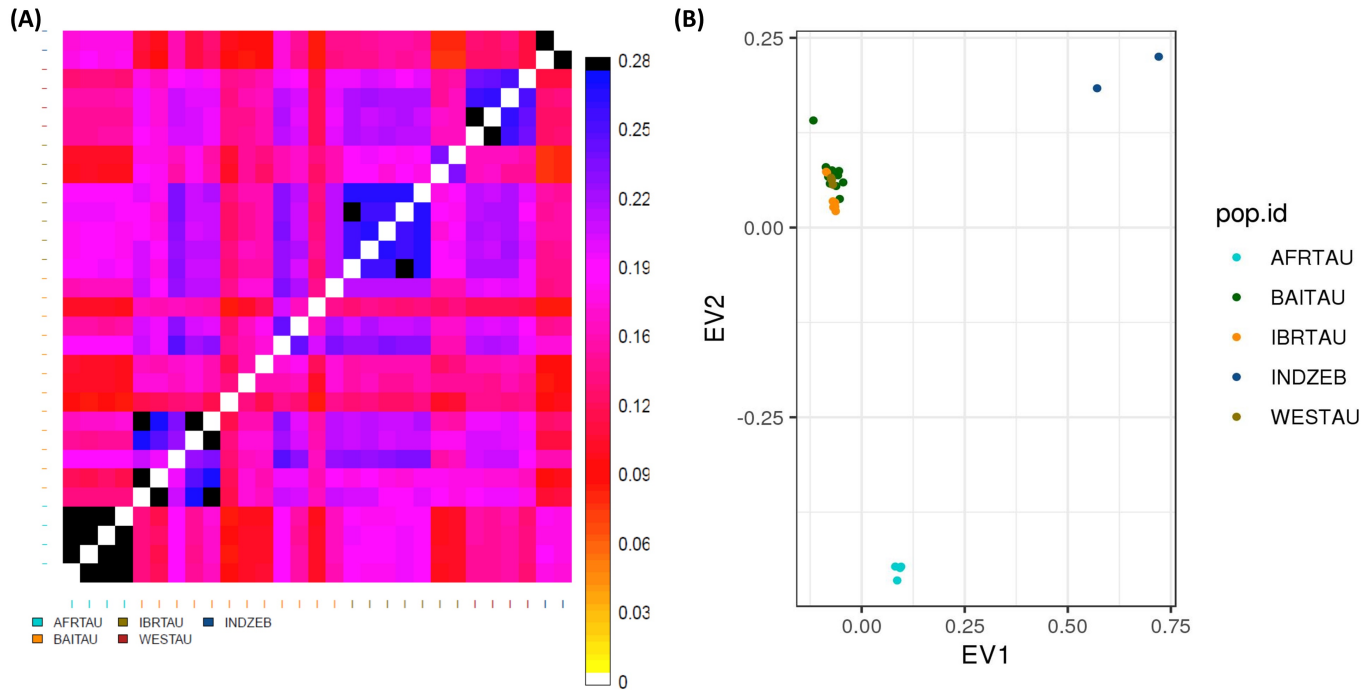 (A)
0.28
0.25
0.22
0.19
0.16
0.12
0.09
0.06
0.03
0
AFRTAU IBRTAU INDZEB
BAITAU WESTAU
(B)
0.25
0.00
-0.25
EV2
0.00 0.25 0.50 0.75
EV1
pop.id
AFRTAU
BAITAU
IBRTAU
INDZEB
WESTAU